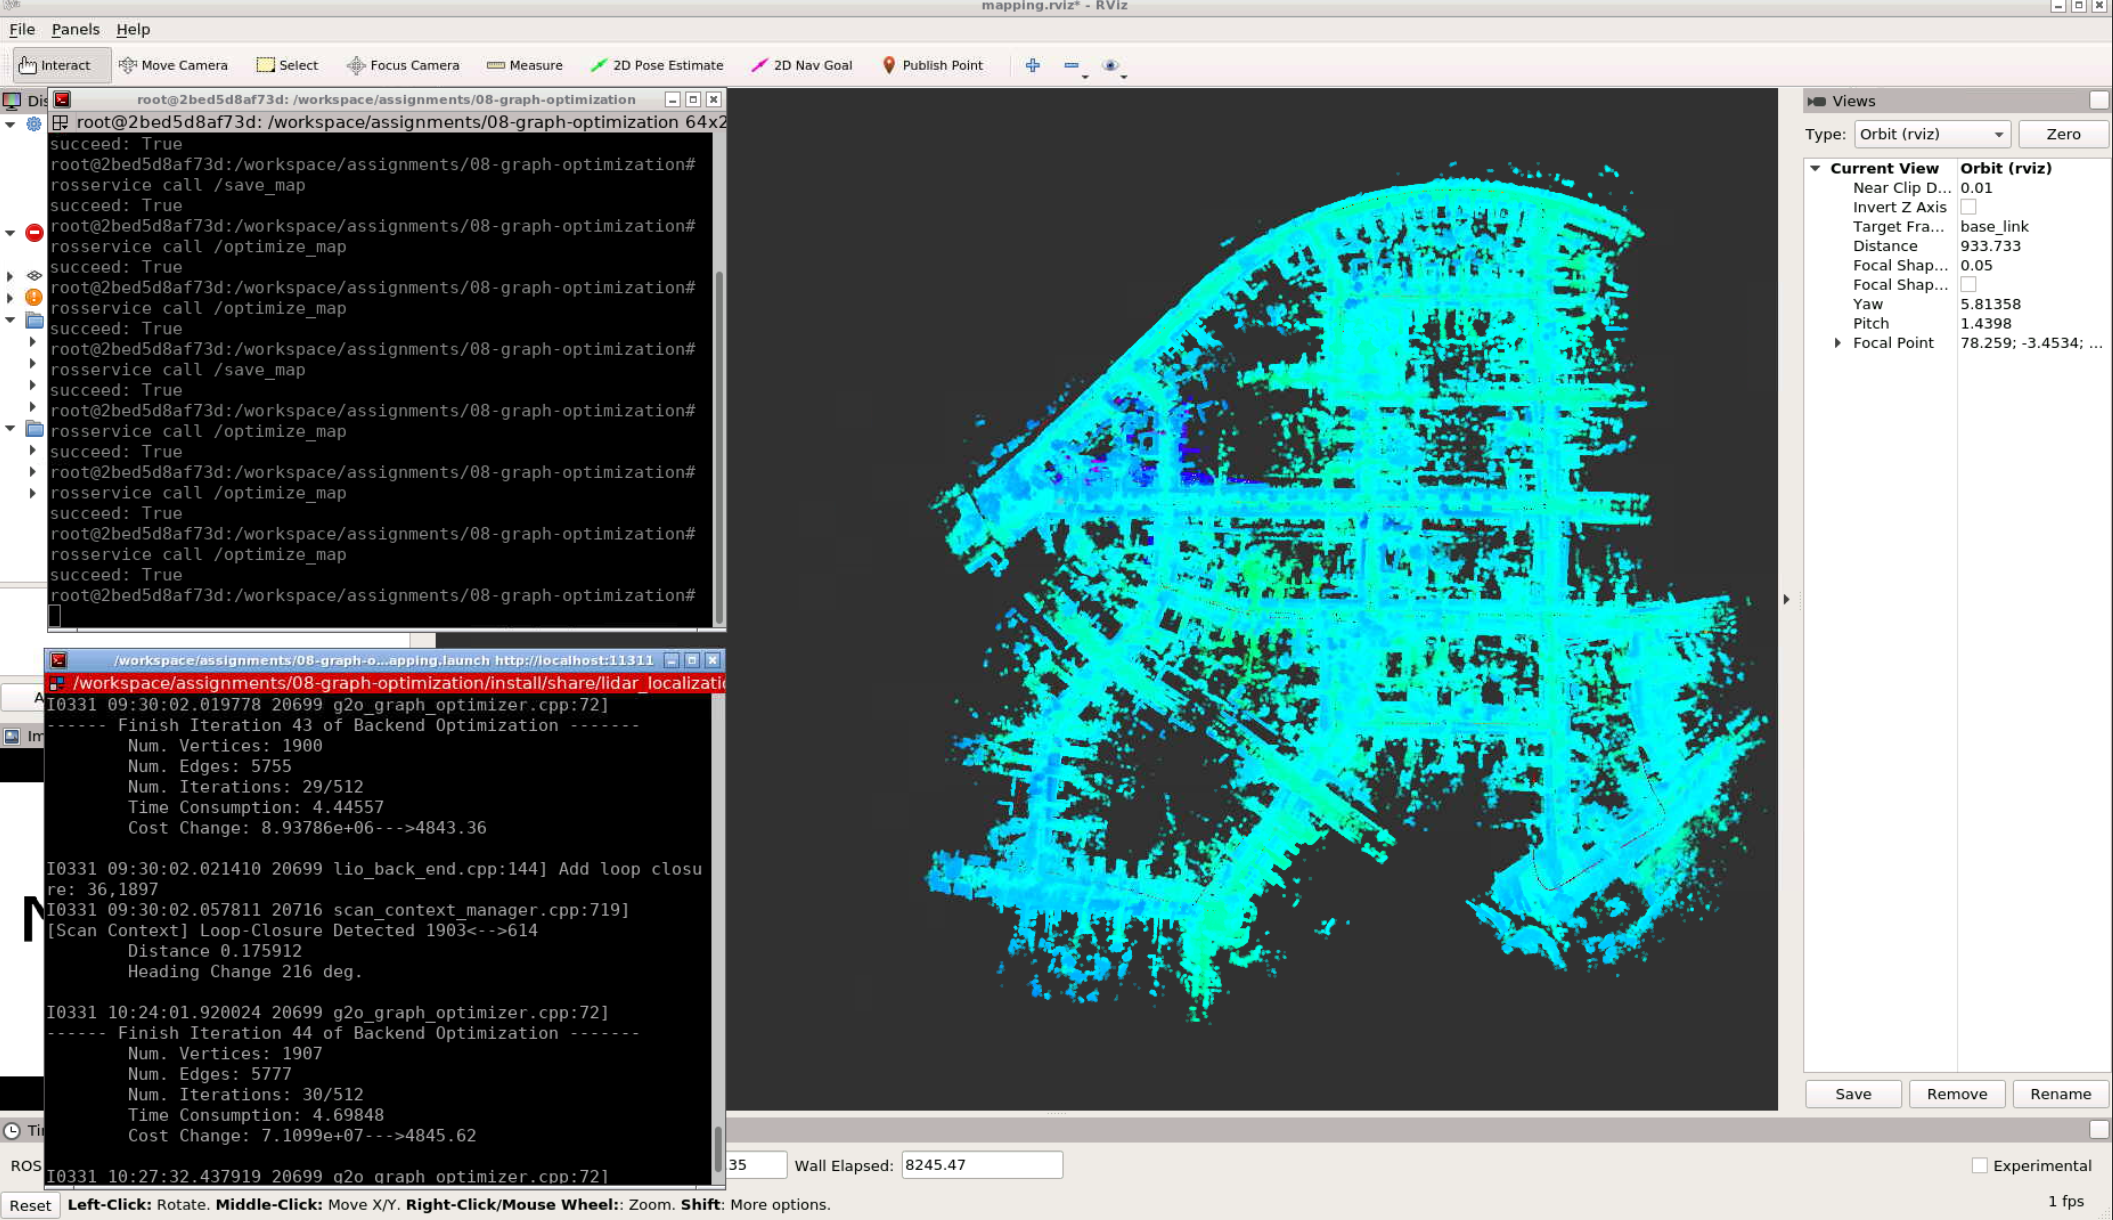 mapping.rviz* - RViz
File Panels Help
Interact Move Camera Select Focus Camera Measure 2D Pose Estimate 2D Nav Goal Publish Point
Dis
root@2bed5d8af73d: /workspace/assignments/08-graph-optimization
root@2bed5d8af73d: /workspace/assignments/08-graph-optimization 64x2
succeed: True
root@2bed5d8af73d:/workspace/assignments/08-graph-optimization#
rosservice call /save_map
succeed: True
root@2bed5d8af73d:/workspace/assignments/08-graph-optimization#
rosservice call /optimize_map
succeed: True
root@2bed5d8af73d:/workspace/assignments/08-graph-optimization#
rosservice call /optimize_map
succeed: True
root@2bed5d8af73d:/workspace/assignments/08-graph-optimization#
rosservice call /save_map
succeed: True
root@2bed5d8af73d:/workspace/assignments/08-graph-optimization#
rosservice call /optimize_map
succeed: True
root@2bed5d8af73d:/workspace/assignments/08-graph-optimization#
rosservice call /optimize_map
succeed: True
root@2bed5d8af73d:/workspace/assignments/08-graph-optimization#
rosservice call /optimize_map
succeed: True
root@2bed5d8af73d:/workspace/assignments/08-graph-optimization#
A
Im
N
/workspace/assignments/08-graph-o...apping.launch http://localhost:11311
/workspace/assignments/08-graph-optimization/install/share/lidar_localizatio
I0331 09:30:02.019778 20699 g2o_graph_optimizer.cpp:72]
------ Finish Iteration 43 of Backend Optimization -------
Num. Vertices: 1900
Num. Edges: 5755
Num. Iterations: 29/512
Time Consumption: 4.44557
Cost Change: 8.93786e+06--->4843.36
I0331 09:30:02.021410 20699 lio_back_end.cpp:144] Add loop closu
re: 36,1897
I0331 09:30:02.057811 20716 scan_context_manager.cpp:719]
[Scan Context] Loop-Closure Detected 1903<-->614
Distance 0.175912
Heading Change 216 deg.
I0331 10:24:01.920024 20699 g2o_graph_optimizer.cpp:72]
------ Finish Iteration 44 of Backend Optimization -------
Num. Vertices: 1907
Num. Edges: 5777
Num. Iterations: 30/512
Time Consumption: 4.69848
Cost Change: 7.1099e+07--->4845.62
I0331 10:27:32.437919 20699 g2o_graph_optimizer.cpp:72]
Views
Type: Orbit (rviz) Zero
Current View Orbit (rviz)
Near Clip D... 0.01
Invert Z Axis
Target Fra... base_link
Distance 933.733
Focal Shap... 0.05
Focal Shap...
Yaw 5.81358
Pitch 1.4398
Focal Point 78.259; -3.4534; ...
Save Remove Rename
Ti
ROS 35 Wall Elapsed: 8245.47 Experimental
Reset Left-Click: Rotate. Middle-Click: Move X/Y. Right-Click/Mouse Wheel:: Zoom. Shift: More options. 1 fps